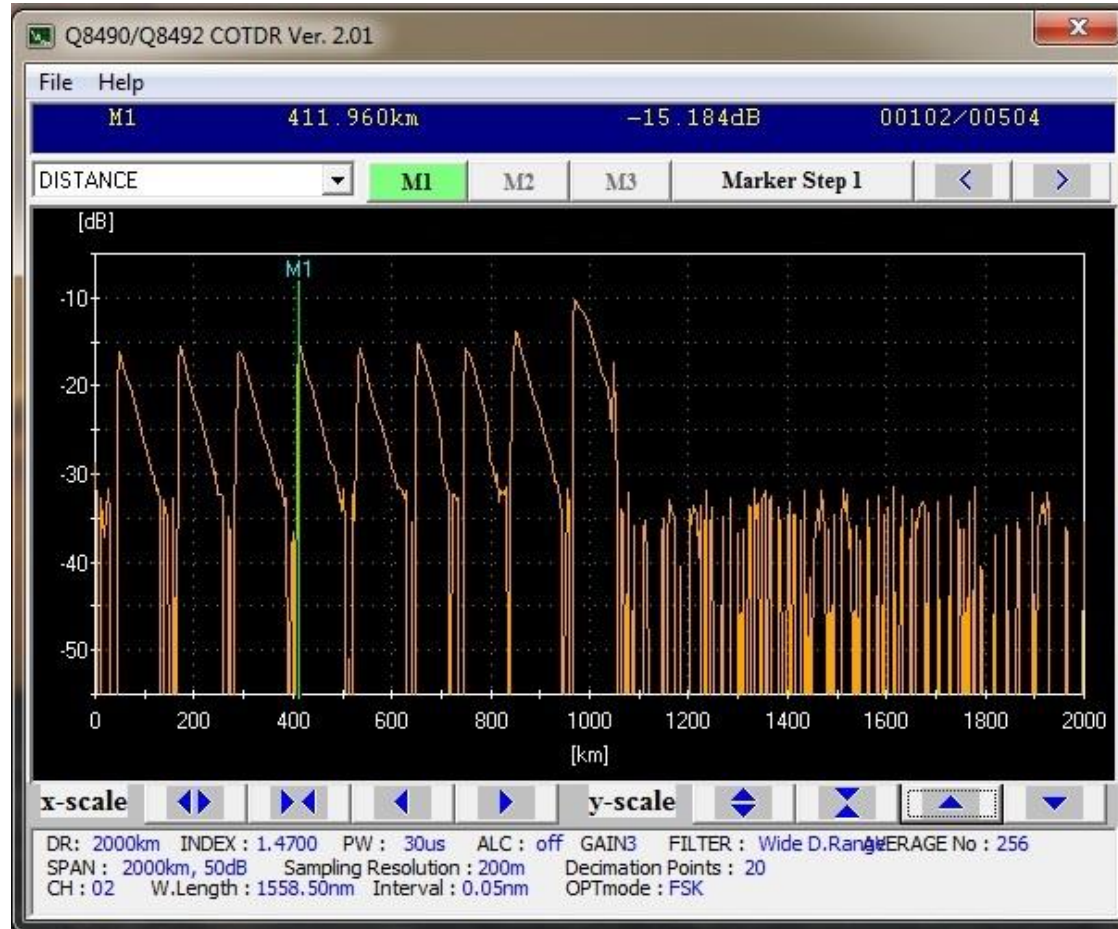 Q8490/Q8492 COTDR Ver. 2.01
x
File Help
M1 411.960km -15.184dB 00102/00504
DISTANCE M1 M2 M3 Marker Step 1 < >
[dB]
M1
-10
-20
-30
-40
-50
0 200 400 600 800 1000 1200 1400 1600 1800 2000
[km]
x-scale y-scale
DR: 2000km INDEX : 1.4700 PW : 30us ALC : off GAIN3 FILTER : Wide D.Range AVERAGE No : 256
SPAN : 2000km, 50dB Sampling Resolution : 200m Decimation Points : 20
CH : 02 W.Length : 1558.50nm Interval : 0.05nm OPTmode : FSK